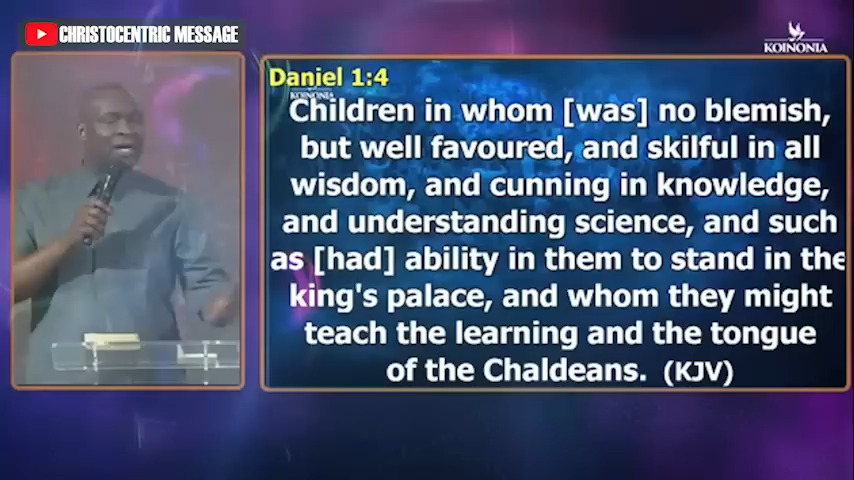 CHRISTOCENTRIC MESSAGE
KOINONIA
Daniel 1:4
KOINONIA
Children in whom [was] no blemish,
but well favoured, and skilful in all
wisdom, and cunning in knowledge,
and understanding science, and such
as [had] ability in them to stand in the
king's palace, and whom they might
teach the learning and the tongue
of the Chaldeans. (KJV)